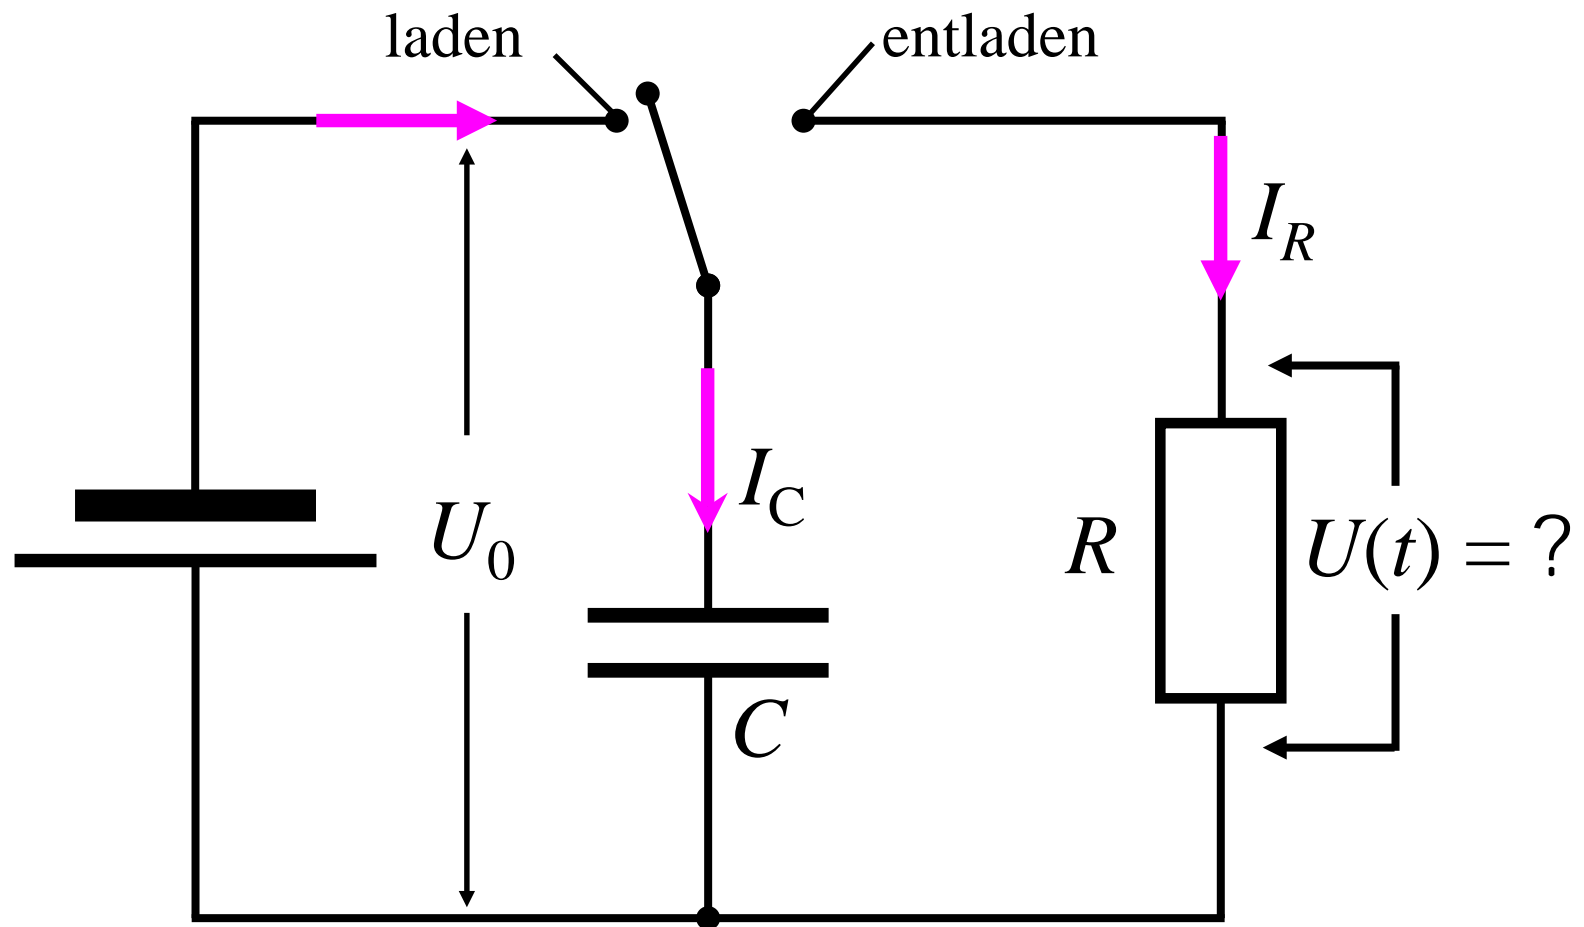 laden
entladen
I_R
I_C
U_0
R
U(t) = ?
C